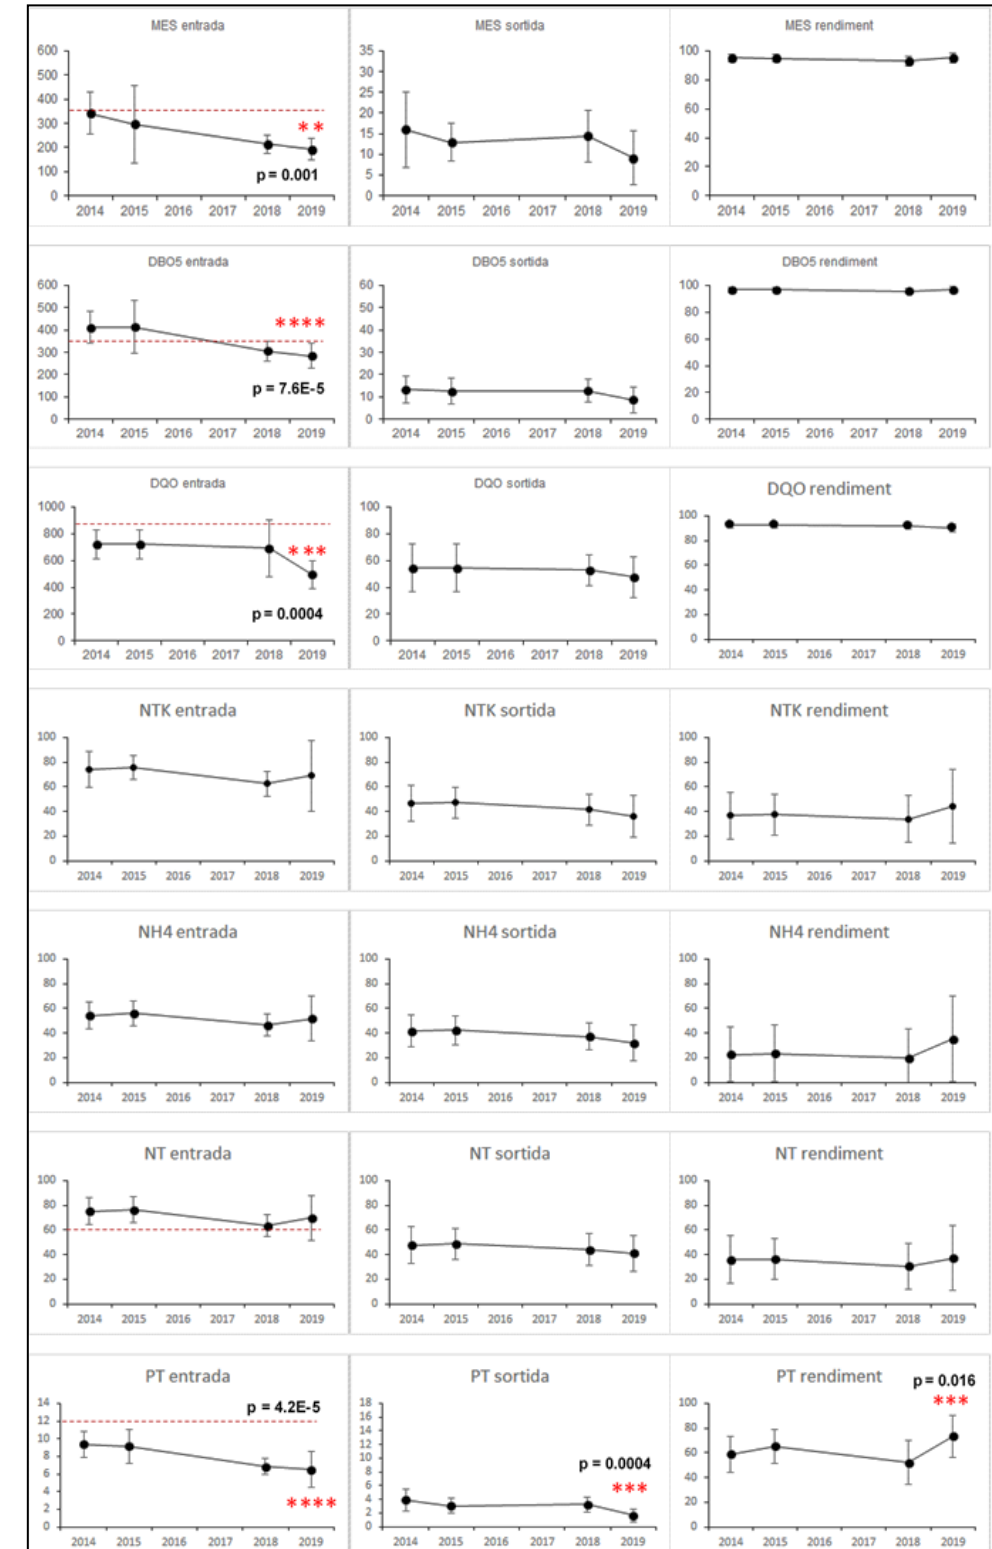 MES entrada
600
500
400
300
200
100
0
**
p = 0.001
2014 2015 2016 2017 2018 2019
MES sortida
35
30
25
20
15
10
5
0
2014 2015 2016 2017 2018 2019
MES rendiment
100
80
60
40
20
0
2014 2015 2016 2017 2018 2019
DBO5 entrada
600
500
400
300
200
100
0
****
p = 7.6E-5
2014 2015 2016 2017 2018 2019
DBO5 sortida
60
50
40
30
20
10
0
2014 2015 2016 2017 2018 2019
DBO5 rendiment
100
80
60
40
20
0
2014 2015 2016 2017 2018 2019
DQO entrada
1000
800
600
400
200
0
***
p = 0.0004
2014 2015 2016 2017 2018 2019
DQO sortida
100
80
60
40
20
0
2014 2015 2016 2017 2018 2019
DQO rendiment
100
80
60
40
20
0
2014 2015 2016 2017 2018 2019
NTK entrada
100
80
60
40
20
0
2014 2015 2016 2017 2018 2019
NTK sortida
100
80
60
40
20
0
2014 2015 2016 2017 2018 2019
NTK rendiment
100
80
60
40
20
0
2014 2015 2016 2017 2018 2019
NH4 entrada
100
80
60
40
20
0
2014 2015 2016 2017 2018 2019
NH4 sortida
100
80
60
40
20
0
2014 2015 2016 2017 2018 2019
NH4 rendiment
100
80
60
40
20
0
2014 2015 2016 2017 2018 2019
NT entrada
100
80
60
40
20
0
2014 2015 2016 2017 2018 2019
NT sortida
100
80
60
40
20
0
2014 2015 2016 2017 2018 2019
NT rendiment
100
80
60
40
20
0
2014 2015 2016 2017 2018 2019
PT entrada
p = 4.2E-5
14
12
10
8
6
4
2
0
****
2014 2015 2016 2017 2018 2019
PT sortida
18
16
14
12
10
8
6
4
2
0
p = 0.0004
***
2014 2015 2016 2017 2018 2019
PT rendiment
p = 0.016
***
100
80
60
40
20
0
2014 2015 2016 2017 2018 2019